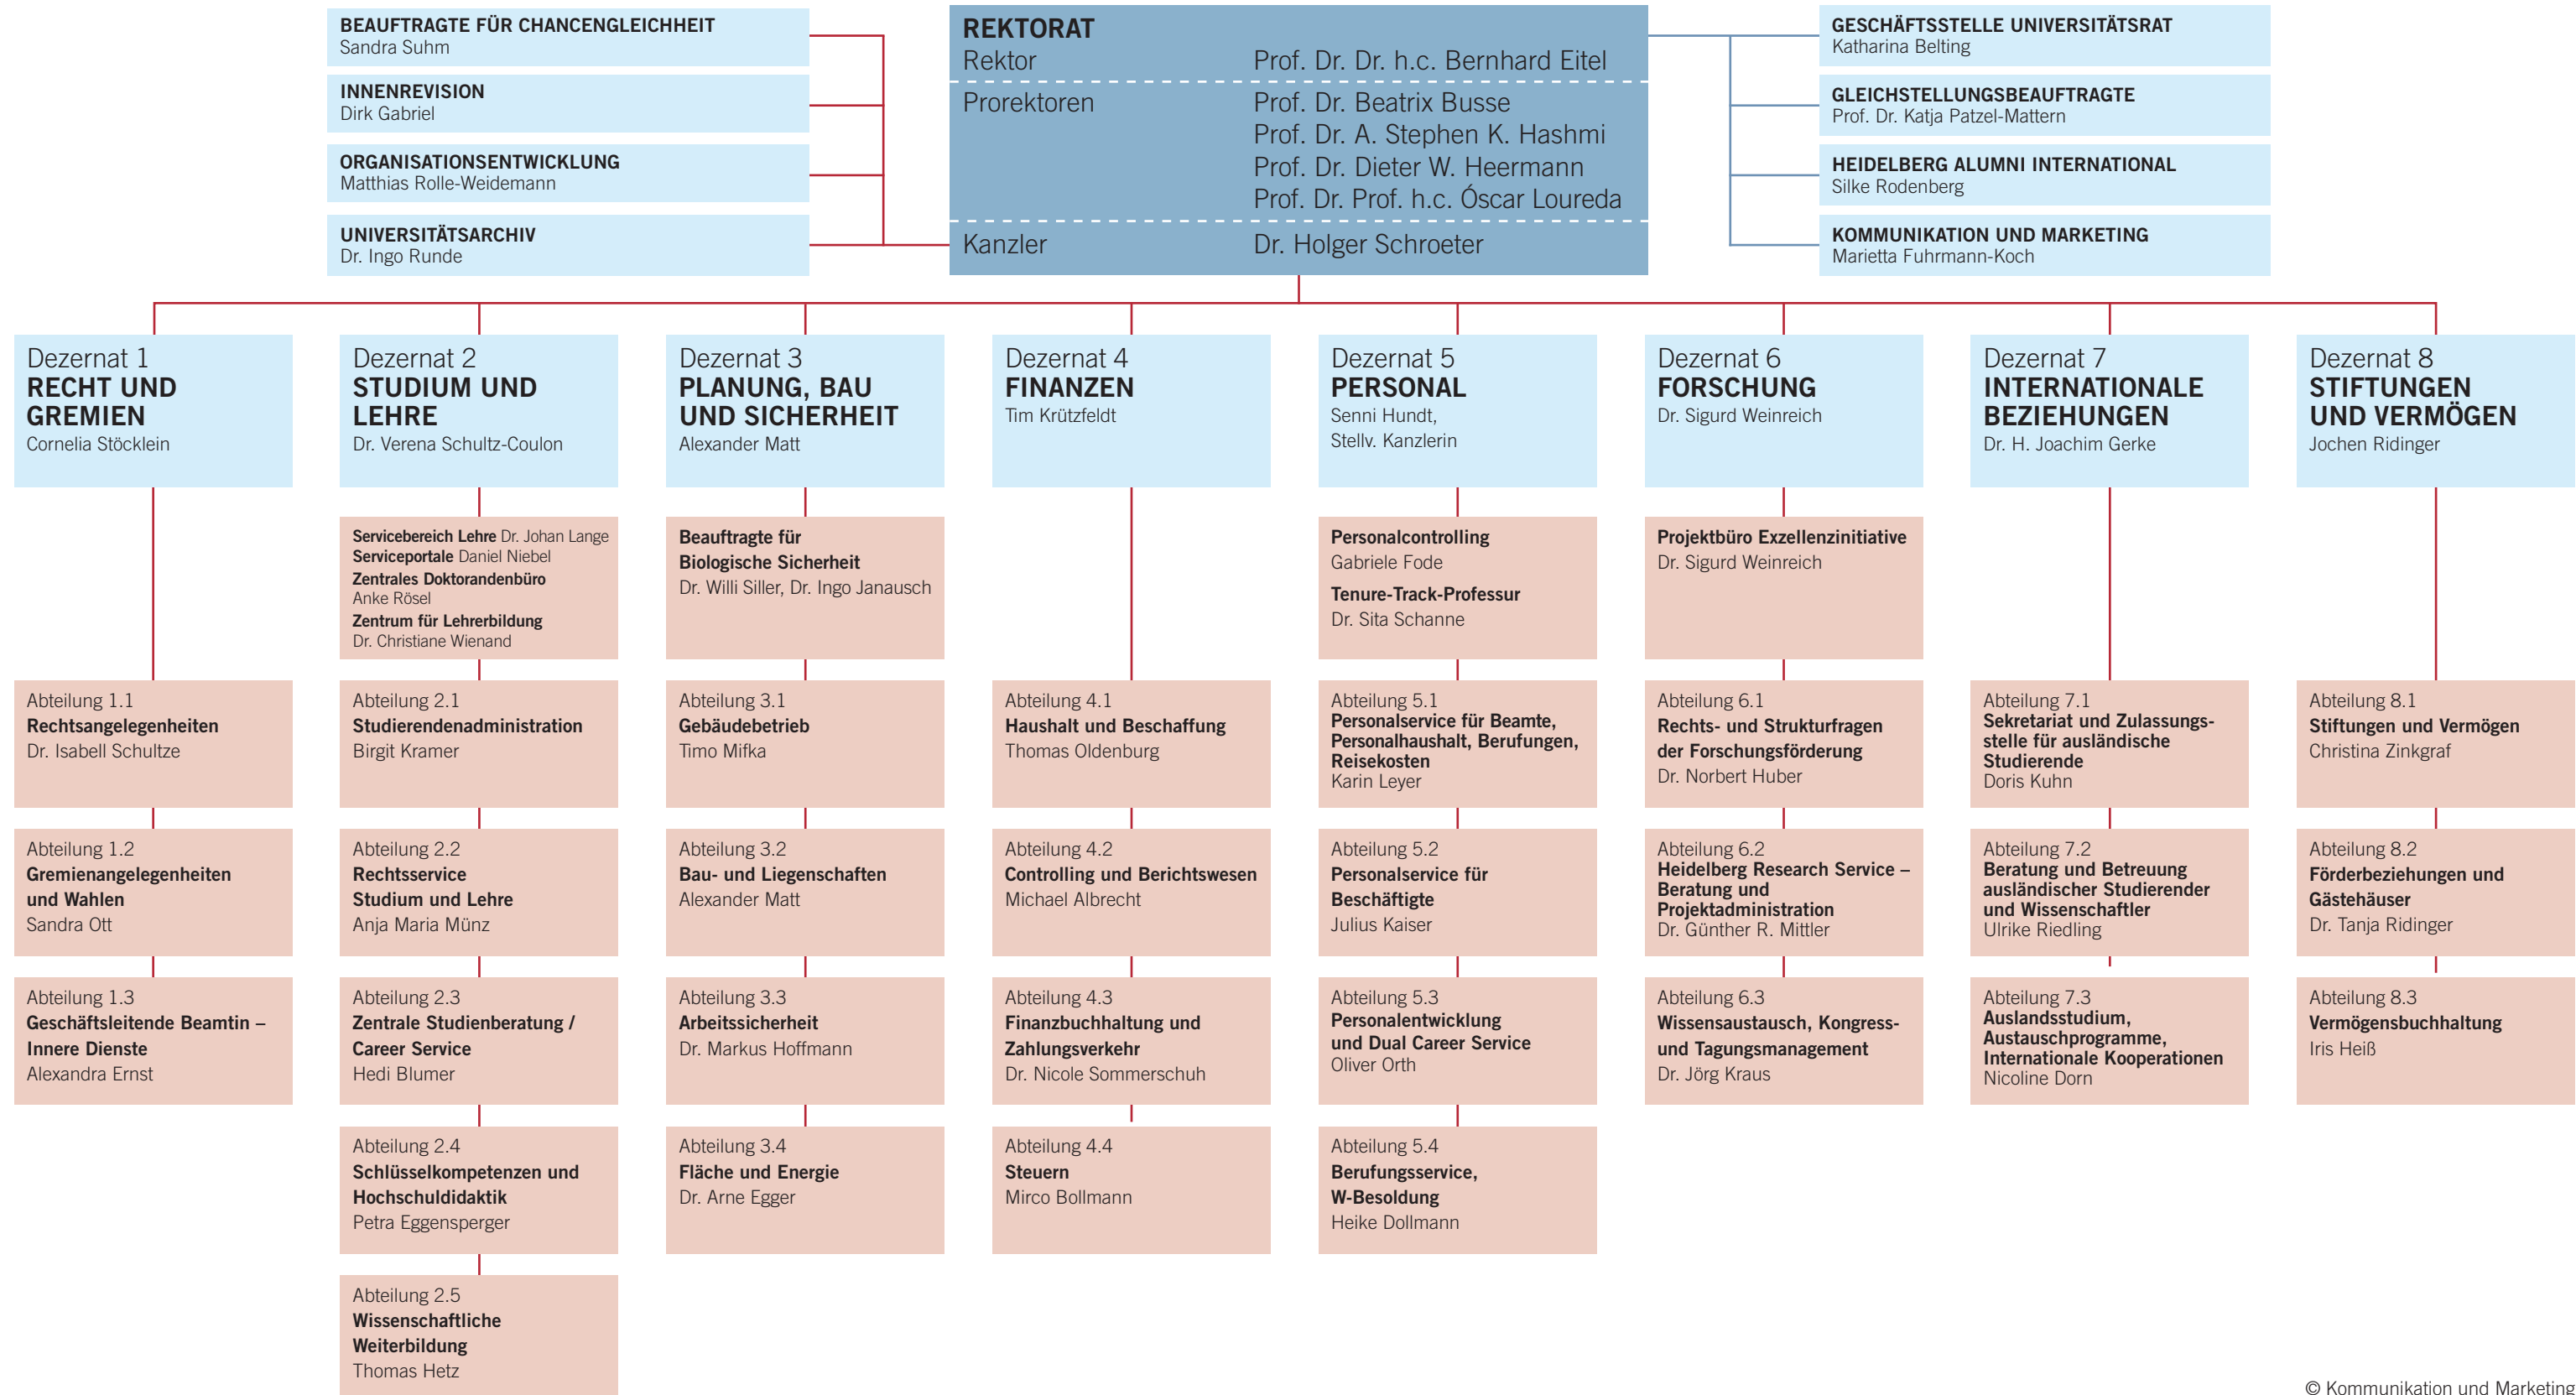 BEAUFTRAGTE FÜR CHANCENGLEICHHEIT
Sandra Suhm
INNENREVISION
Dirk Gabriel
ORGANISATIONSENTWICKLUNG
Matthias Rolle-Weidemann
UNIVERSITÄTSARCHIV
Dr. Ingo Runde
REKTORAT
Rektor Prof. Dr. Dr. h.c. Bernhard Eitel
Prorektoren Prof. Dr. Beatrix Busse
Prof. Dr. A. Stephen K. Hashmi
Prof. Dr. Dieter W. Heermann
Prof. Dr. Prof. h.c. Óscar Loureda
Kanzler Dr. Holger Schroeter
GESCHÄFTSSTELLE UNIVERSITÄTSRAT
Katharina Belting
GLEICHSTELLUNGSBEAUFTRAGTE
Prof. Dr. Katja Patzel-Mattern
HEIDELBERG ALUMNI INTERNATIONAL
Silke Rodenberg
KOMMUNIKATION UND MARKETING
Marietta Fuhrmann-Koch
Dezernat 1
RECHT UND
GREMIEN
Cornelia Stöcklein
Abteilung 1.1
Rechtsangelegenheiten
Dr. Isabell Schultze
Abteilung 1.2
Gremienangelegenheiten
und Wahlen
Sandra Ott
Abteilung 1.3
Geschäftsleitende Beamtin –
Innere Dienste
Alexandra Ernst
Dezernat 2
STUDIUM UND
LEHRE
Dr. Verena Schultz-Coulon
Servicebereich Lehre Dr. Johan Lange
Serviceportale Daniel Niebel
Zentrales Doktorandenbüro
Anke Rösel
Zentrum für Lehrerbildung
Dr. Christiane Wienand
Abteilung 2.1
Studierendenadministration
Birgit Kramer
Abteilung 2.2
Rechtsservice
Studium und Lehre
Anja Maria Münz
Abteilung 2.3
Zentrale Studienberatung /
Career Service
Hedi Blumer
Abteilung 2.4
Schlüsselkompetenzen und
Hochschuldidaktik
Petra Eggensperger
Abteilung 2.5
Wissenschaftliche
Weiterbildung
Thomas Hetz
Dezernat 3
PLANUNG, BAU
UND SICHERHEIT
Alexander Matt
Beauftragte für
Biologische Sicherheit
Dr. Willi Siller, Dr. Ingo Janausch
Abteilung 3.1
Gebäudebetrieb
Timo Mifka
Abteilung 3.2
Bau- und Liegenschaften
Alexander Matt
Abteilung 3.3
Arbeitssicherheit
Dr. Markus Hoffmann
Abteilung 3.4
Fläche und Energie
Dr. Arne Egger
Dezernat 4
FINANZEN
Tim Krützfeldt
Abteilung 4.1
Haushalt und Beschaffung
Thomas Oldenburg
Abteilung 4.2
Controlling und Berichtswesen
Michael Albrecht
Abteilung 4.3
Finanzbuchhaltung und
Zahlungsverkehr
Dr. Nicole Sommerschuh
Abteilung 4.4
Steuern
Mirco Bollmann
Dezernat 5
PERSONAL
Senni Hundt,
Stellv. Kanzlerin
Personalcontrolling
Gabriele Fode
Tenure-Track-Professur
Dr. Sita Schanne
Abteilung 5.1
Personalservice für Beamte,
Personalhaushalt, Berufungen,
Reisekosten
Karin Leyer
Abteilung 5.2
Personalservice für
Beschäftigte
Julius Kaiser
Abteilung 5.3
Personalentwicklung
und Dual Career Service
Oliver Orth
Abteilung 5.4
Berufungsservice,
W-Besoldung
Heike Dollmann
Dezernat 6
FORSCHUNG
Dr. Sigurd Weinreich
Projektbüro Exzellenzinitiative
Dr. Sigurd Weinreich
Abteilung 6.1
Rechts- und Strukturfragen
der Forschungsförderung
Dr. Norbert Huber
Abteilung 6.2
Heidelberg Research Service –
Beratung und
Projektadministration
Dr. Günther R. Mittler
Abteilung 6.3
Wissensaustausch, Kongress-
und Tagungsmanagement
Dr. Jörg Kraus
Dezernat 7
INTERNATIONALE
BEZIEHUNGEN
Dr. H. Joachim Gerke
Abteilung 7.1
Sekretariat und Zulassungs-
stelle für ausländische
Studierende
Doris Kuhn
Abteilung 7.2
Beratung und Betreuung
ausländischer Studierender
und Wissenschaftler
Ulrike Riedling
Abteilung 7.3
Auslandsstudium,
Austauschprogramme,
Internationale Kooperationen
Nicoline Dorn
Dezernat 8
STIFTUNGEN
UND VERMÖGEN
Jochen Ridinger
Abteilung 8.1
Stiftungen und Vermögen
Christina Zinkgraf
Abteilung 8.2
Förderbeziehungen und
Gästehäuser
Dr. Tanja Ridinger
Abteilung 8.3
Vermögensbuchhaltung
Iris Heiß
© Kommunikation und Marketing